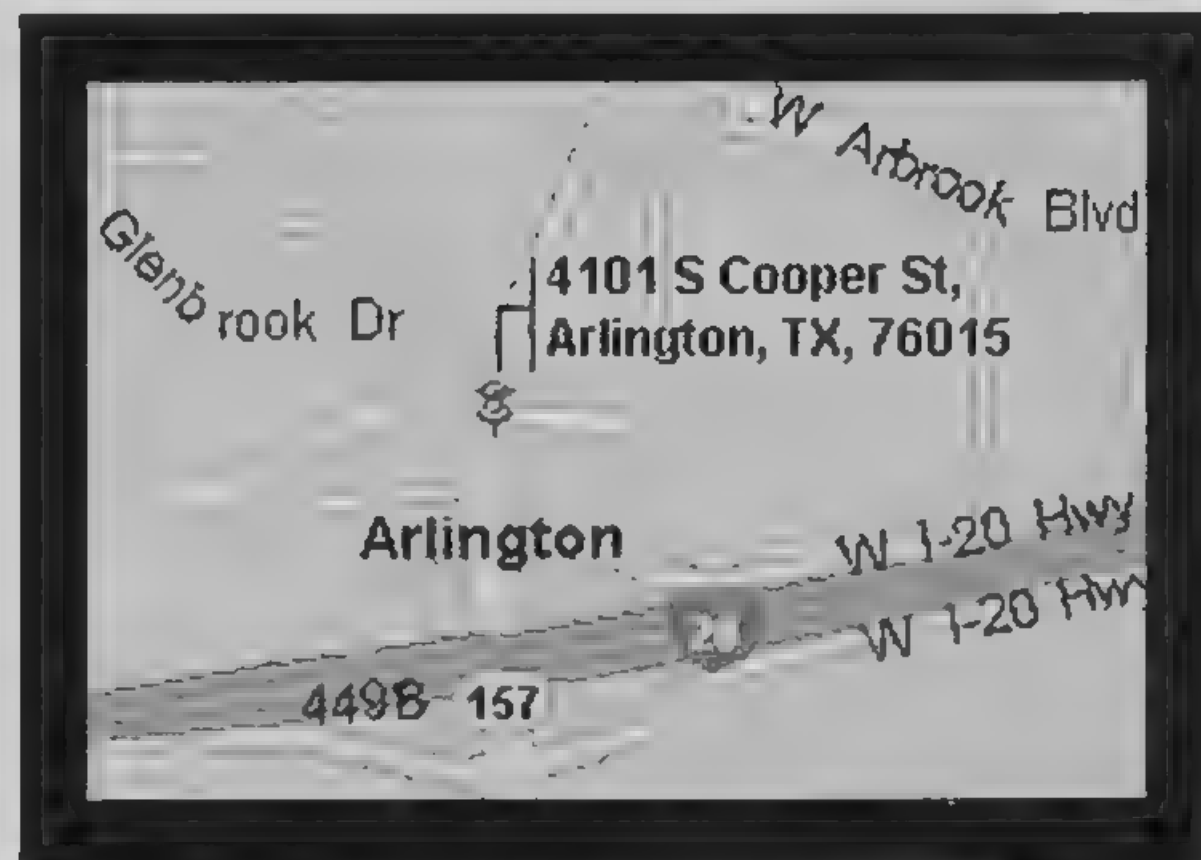 W Arbrook Blvd
Glenbrook Dr
4101 S Cooper St,
Arlington, TX, 76015
Arlington
W I-20 Hwy
W I-20 Hwy
449B
157